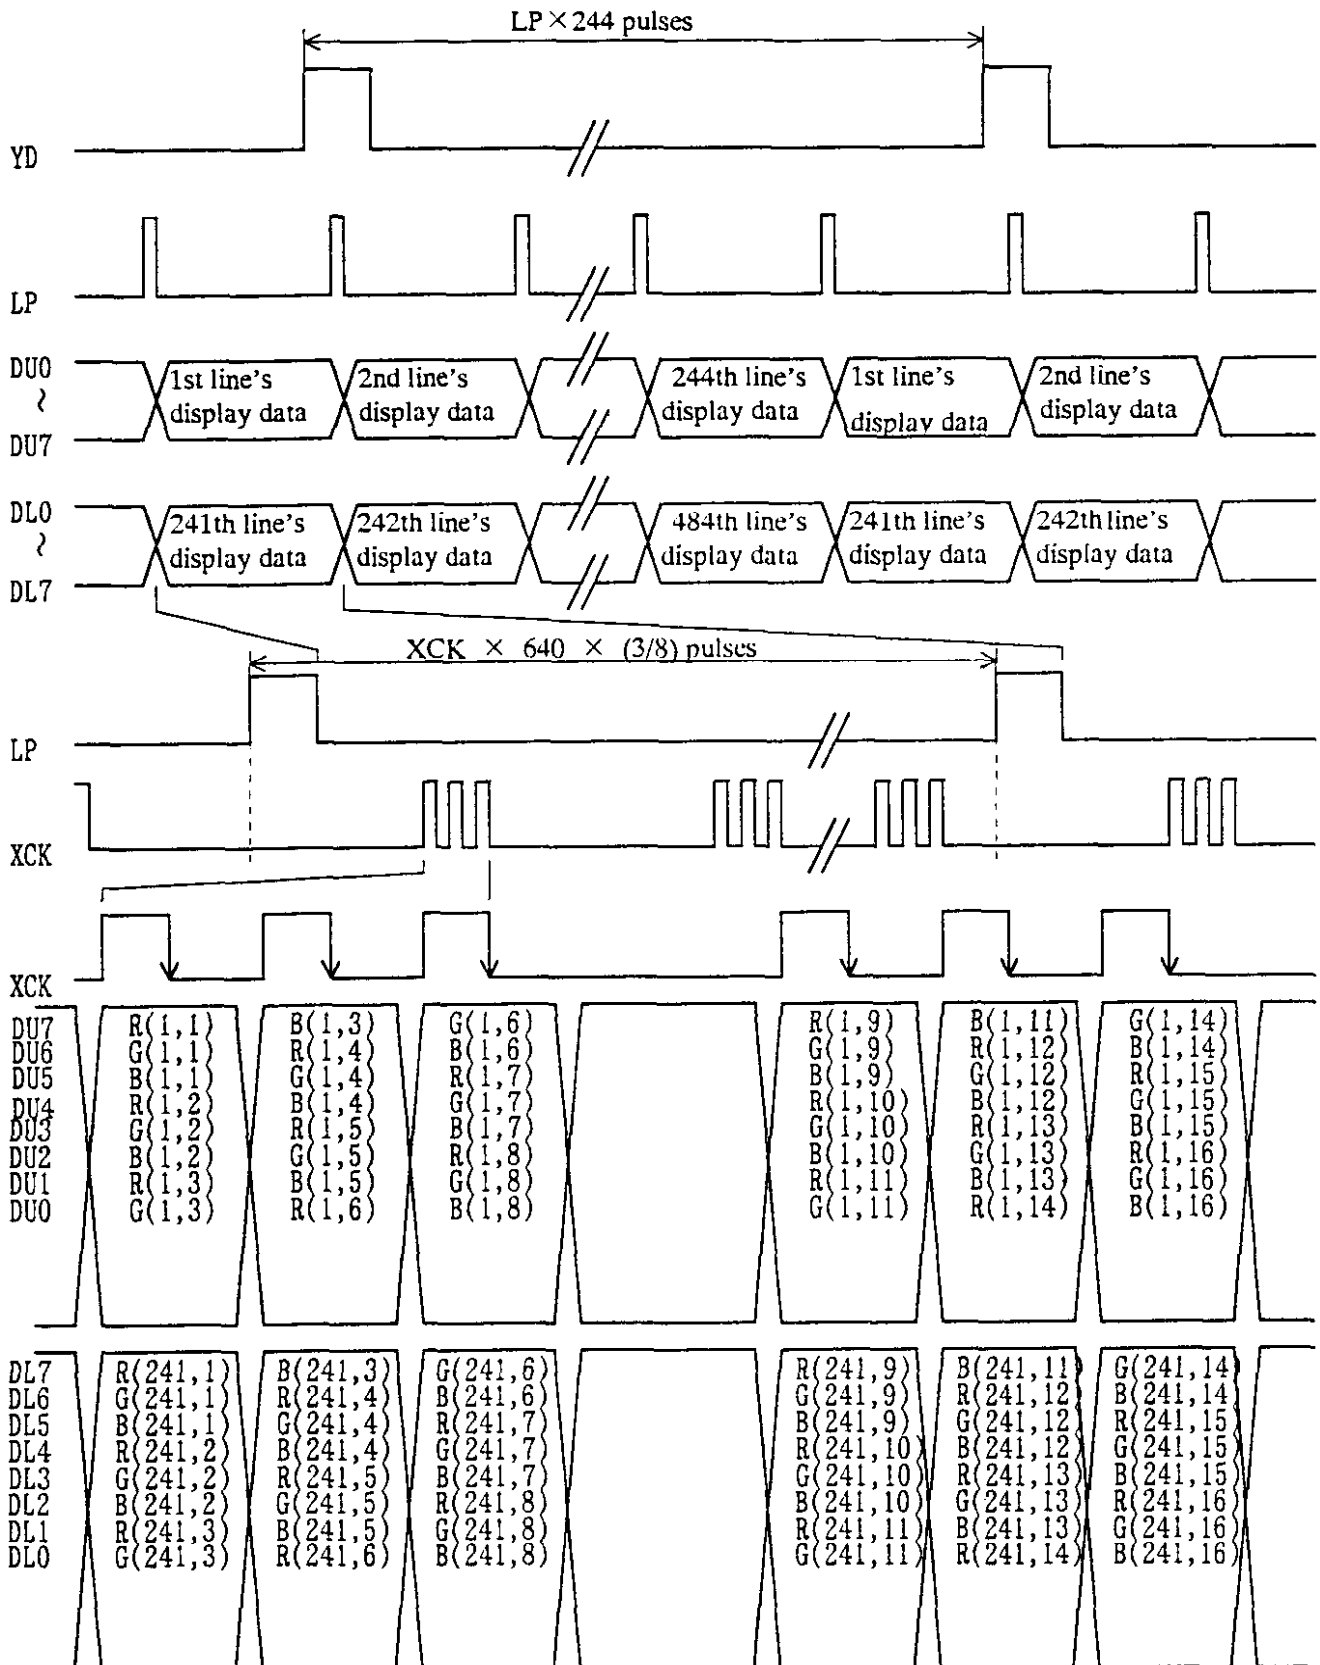 LP×244 pulses
YD
LP
DU0 1st line's 2nd line's 244th line's 1st line's 2nd line's
~ display data display data display data display data display data
DU7
DL0 241th line's 242th line's 484th line's 241th line's 242th line's
~ display data display data display data display data display data
DL7
XCK × 640 × (3/8) pulses
LP
XCK
XCK
DU7 R(1,1) B(1,3) G(1,6) R(1,9) B(1,11) G(1,14)
DU6 G(1,1) R(1,4) B(1,6) G(1,9) R(1,12) B(1,14)
DU5 B(1,1) G(1,4) R(1,7) B(1,9) G(1,12) R(1,15)
DU4 R(1,2) B(1,4) G(1,7) R(1,10) B(1,12) G(1,15)
DU3 G(1,2) R(1,5) B(1,7) G(1,10) R(1,13) B(1,15)
DU2 B(1,2) G(1,5) R(1,8) B(1,10) G(1,13) R(1,16)
DU1 R(1,3) B(1,5) G(1,8) R(1,11) B(1,13) G(1,16)
DU0 G(1,3) R(1,6) B(1,8) G(1,11) R(1,14) B(1,16)
DL7 R(241,1) B(241,3) G(241,6) R(241,9) B(241,11) G(241,14)
DL6 G(241,1) R(241,4) B(241,6) G(241,9) R(241,12) B(241,14)
DL5 B(241,1) G(241,4) R(241,7) B(241,9) G(241,12) R(241,15)
DL4 R(241,2) B(241,4) G(241,7) R(241,10) B(241,12) G(241,15)
DL3 G(241,2) R(241,5) B(241,7) G(241,10) R(241,13) B(241,15)
DL2 B(241,2) G(241,5) R(241,8) B(241,10) G(241,13) R(241,16)
DL1 R(241,3) B(241,5) G(241,8) R(241,11) B(241,13) G(241,16)
DL0 G(241,3) R(241,6) B(241,8) G(241,11) R(241,14) B(241,16)